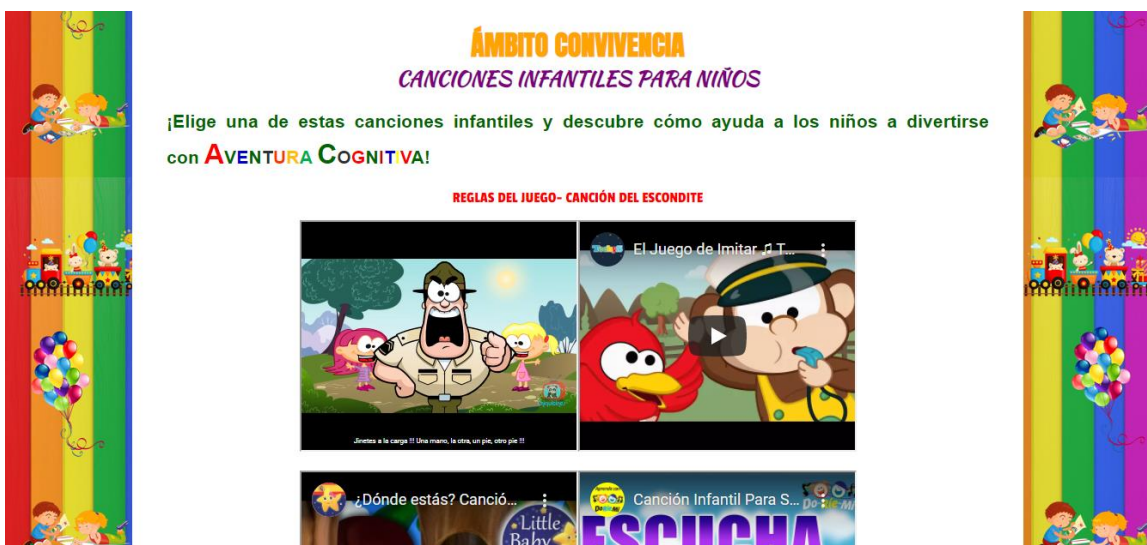 ÁMBITO CONVIVENCIA
CANCIONES INFANTILES PARA NIÑOS
¡Elige una de estas canciones infantiles y descubre cómo ayuda a los niños a divertirse
con AVENTURA COGNITIVA!
REGLAS DEL JUEGO- CANCIÓN DEL ESCONDITE
El Juego de Imitar ♫ T...
Jinetes a la carga !!! Una mano, la otra, un pie, otro pie !!!
¿Dónde estás? Canció...
Little
Baby
Canción Infantil Para S...
ESCUCHA